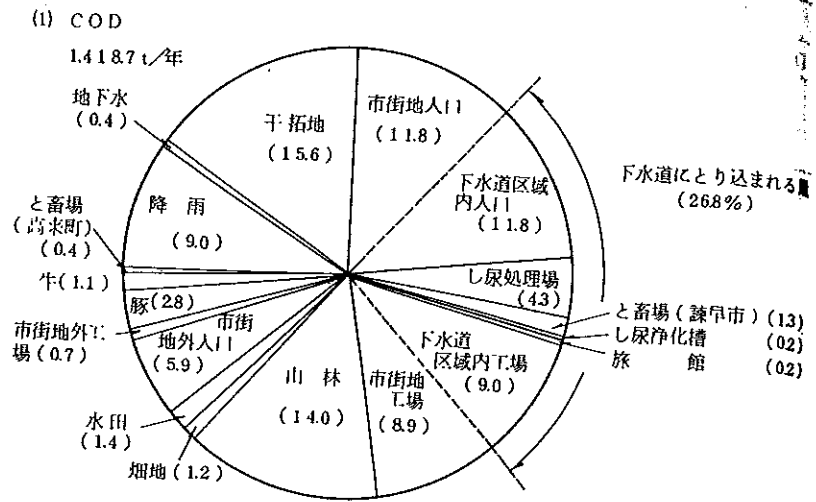 (1) COD
1,418.7 t/年
地下水
(0.4)
干拓地
(15.6)
市街地人口
(11.8)
下水道区域
内人口
(11.8)
下水道にとり込まれる
(26.8%)
し尿処理場
(4.3)
と畜場(諫早市)(1.3)
し尿浄化槽 (0.2)
旅館 (0.2)
下水道
区域内工場
(9.0)
市街地
工場
(8.9)
山林
(14.0)
畑地(1.2)
水田
(1.4)
市街
地外人口
(5.9)
市街地外工
場(0.7)
豚(2.8)
牛(1.1)
と畜場
(高来町)
(0.4)
降雨
(9.0)